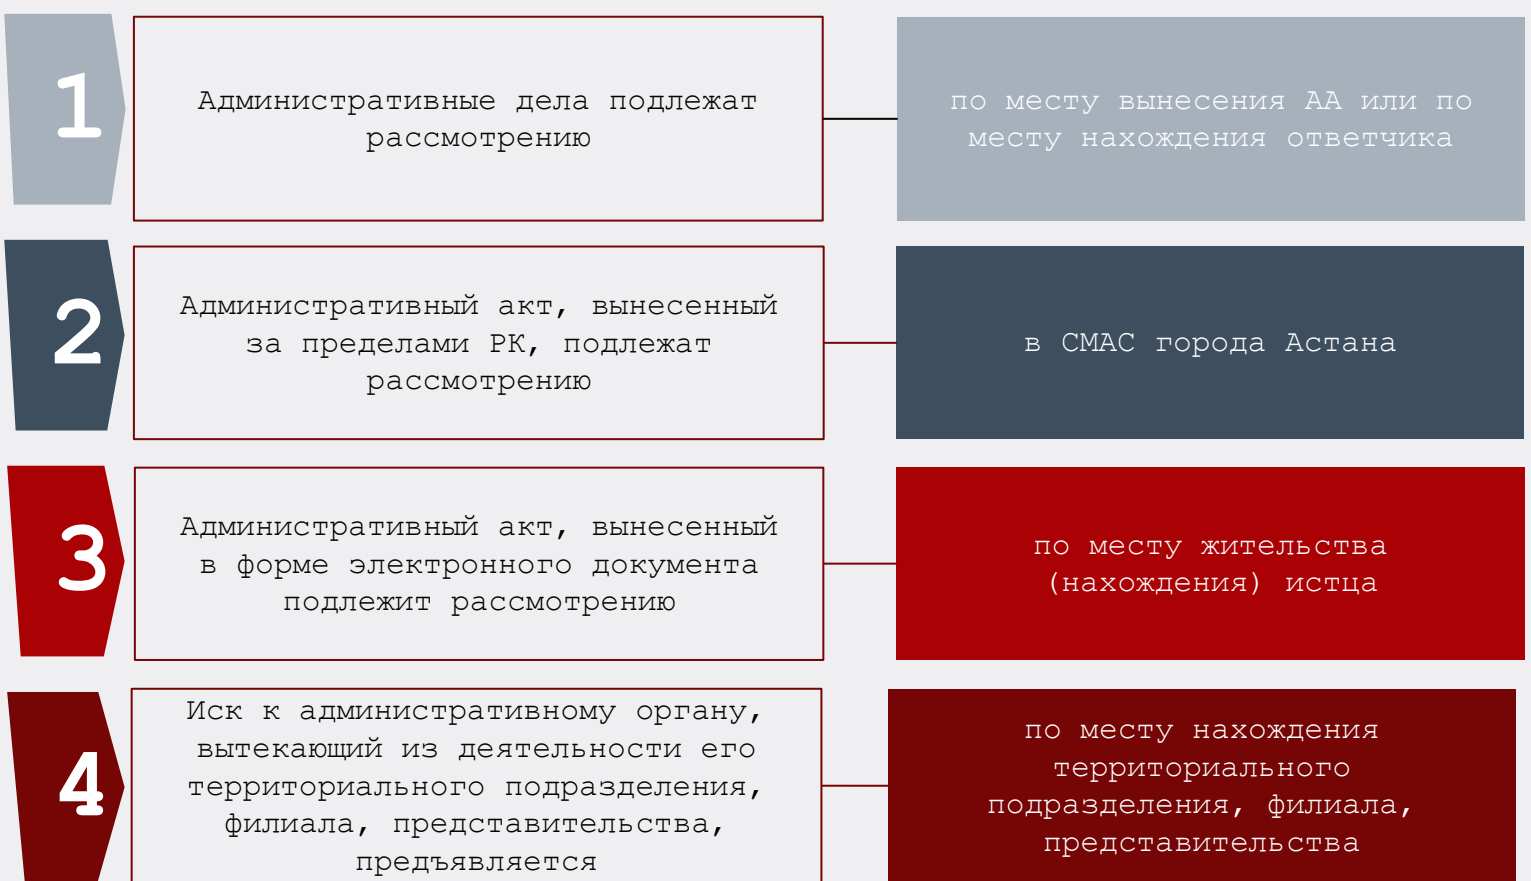 1
Административные дела подлежат
рассмотрению
по месту вынесения АА или по
месту нахождения ответчика
2
Административный акт, вынесенный
за пределами РК, подлежат
рассмотрению
в СМАС города Астана
3
Административный акт, вынесенный
в форме электронного документа
подлежит рассмотрению
по месту жительства
(нахождения) истца
4
Иск к административному органу,
вытекающий из деятельности его
территориального подразделения,
филиала, представительства,
предъявляется
по месту нахождения
территориального
подразделения, филиала,
представительства